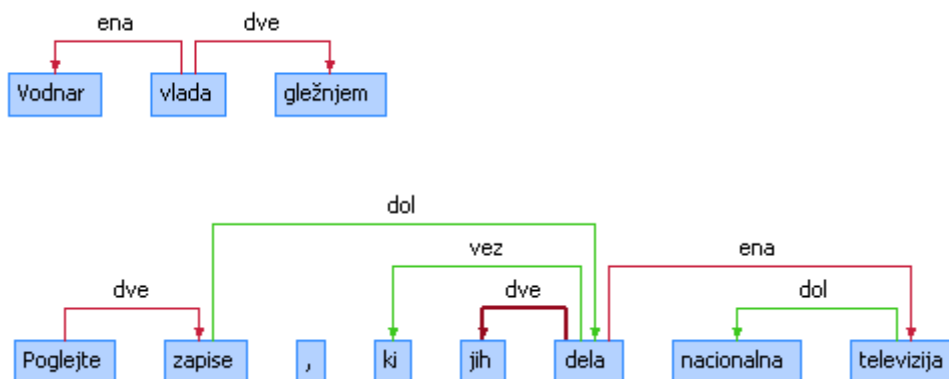 ena dve
Vodnar vlada gležnjem
dol
vez ena
dve dve dol
Poglejte zapise , ki jih dela nacionalna televizija